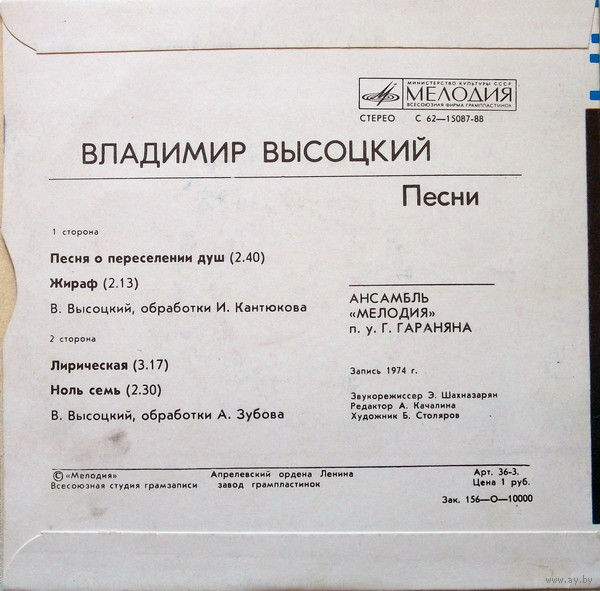 МИНИСТЕРСТВО КУЛЬТУРЫ СССР
МЕЛОДИЯ
ВСЕСОЮЗНАЯ ФИРМА ГРАМПЛАСТИНОК
СТЕРЕО С 62—15087-88
ВЛАДИМИР ВЫСОЦКИЙ
Песни
1 сторона
Песня о переселении душ (2.40)
Жираф (2.13)
В. Высоцкий, обработки И. Кантюкова
2 сторона
Лирическая (3.17)
Ноль семь (2.30)
В. Высоцкий, обработки А. Зубова
АНСАМБЛЬ
«МЕЛОДИЯ»
п. у. Г. ГАРАНЯНА
Запись 1974 г.
Звукорежиссер Э. Шахназарян
Редактор А. Качалина
Художник Б. Столяров
© «Мелодия»
Всесоюзная студия грамзаписи
Апрелевский ордена Ленина
завод грампластинок
Арт. 36-3.
Цена 1 руб.
Зак. 156—О—10000
www.ay.by